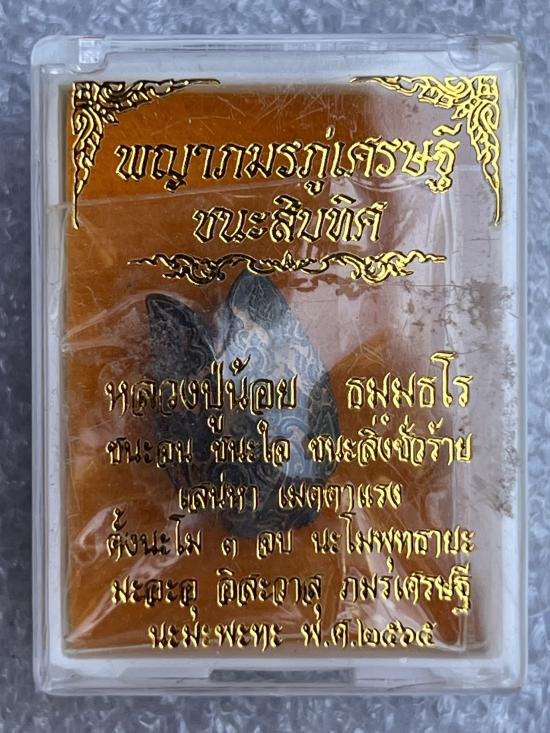 พญาภมรภู่เศรษฐี
ชนะสิบทิศ
หลวงปู่น้อย ธมฺมธโร
ชนะคน ชนะใจ ชนะสิ่งชั่วร้าย
เสน่หา เมตตาแรง
ตั้งนะโม ๓ จบ นะโมพุทธายะ
มะอะอุ อิสะวาสุ ภมรเศรษฐี
นะมะพะทะ พ.ศ.๒๕๖๕